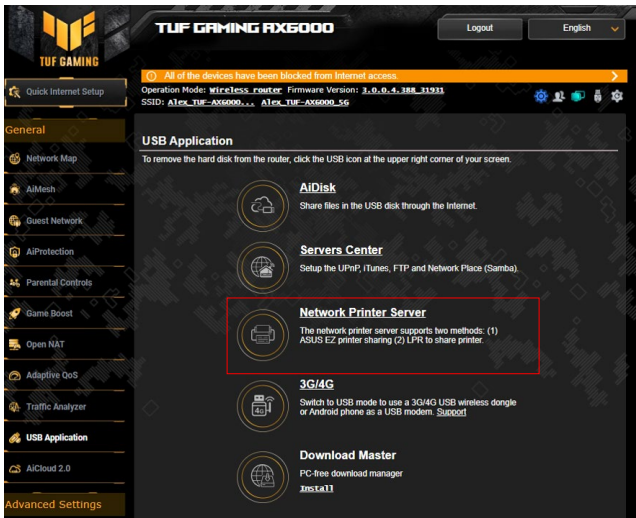 TUF GAMING
TUF GAMING AX6000
Logout
English
All of the devices have been blocked from Internet access.
Quick Internet Setup
Operation Mode: Wireless router Firmware Version: 3.0.0.4.388_31931
SSID: Alex_TUF-AX6000... Alex_TUF-AX6000_5G
General
Network Map
AiMesh
Guest Network
AiProtection
Parental Controls
Game Boost
Open NAT
Adaptive QoS
Traffic Analyzer
USB Application
AiCloud 2.0
Advanced Settings
USB Application
To remove the hard disk from the router, click the USB icon at the upper right corner of your screen.
AiDisk
Share files in the USB disk through the Internet.
Servers Center
Setup the UPnP, iTunes, FTP and Network Place (Samba).
Network Printer Server
The network printer server supports two methods: (1)
ASUS EZ printer sharing (2) LPR to share printer.
3G/4G
4G
Switch to USB mode to use a 3G/4G USB wireless dongle
or Android phone as a USB modem. Support
Download Master
PC-free download manager
Install